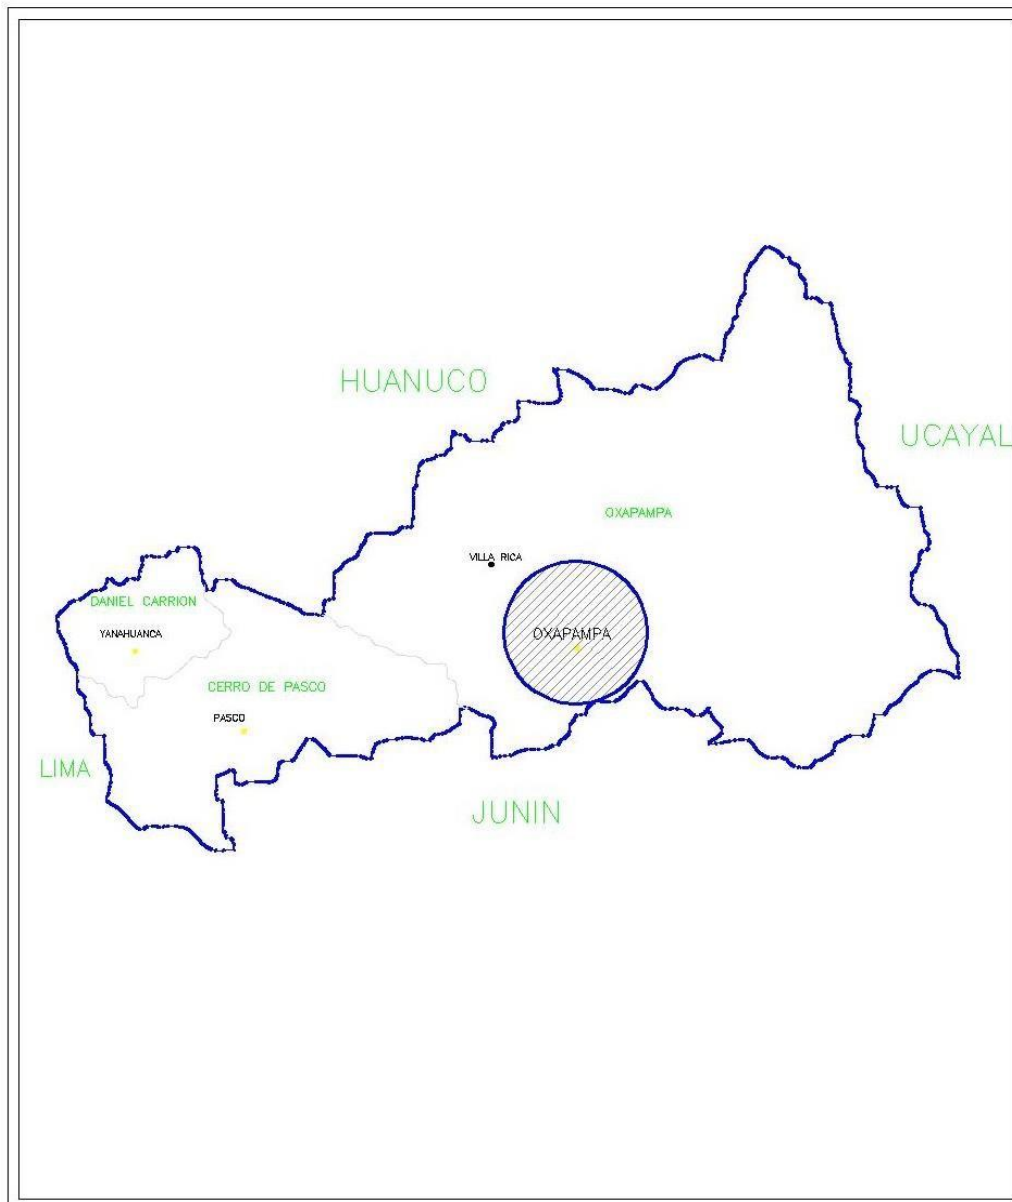 HUANUCO
UCAYAL
OXAPAMPA
VILLA RICA
DANIEL CARRION
YANAHUANCA
OXAPAMPA
CERRO DE PASCO
PASCO
LIMA
JUNIN